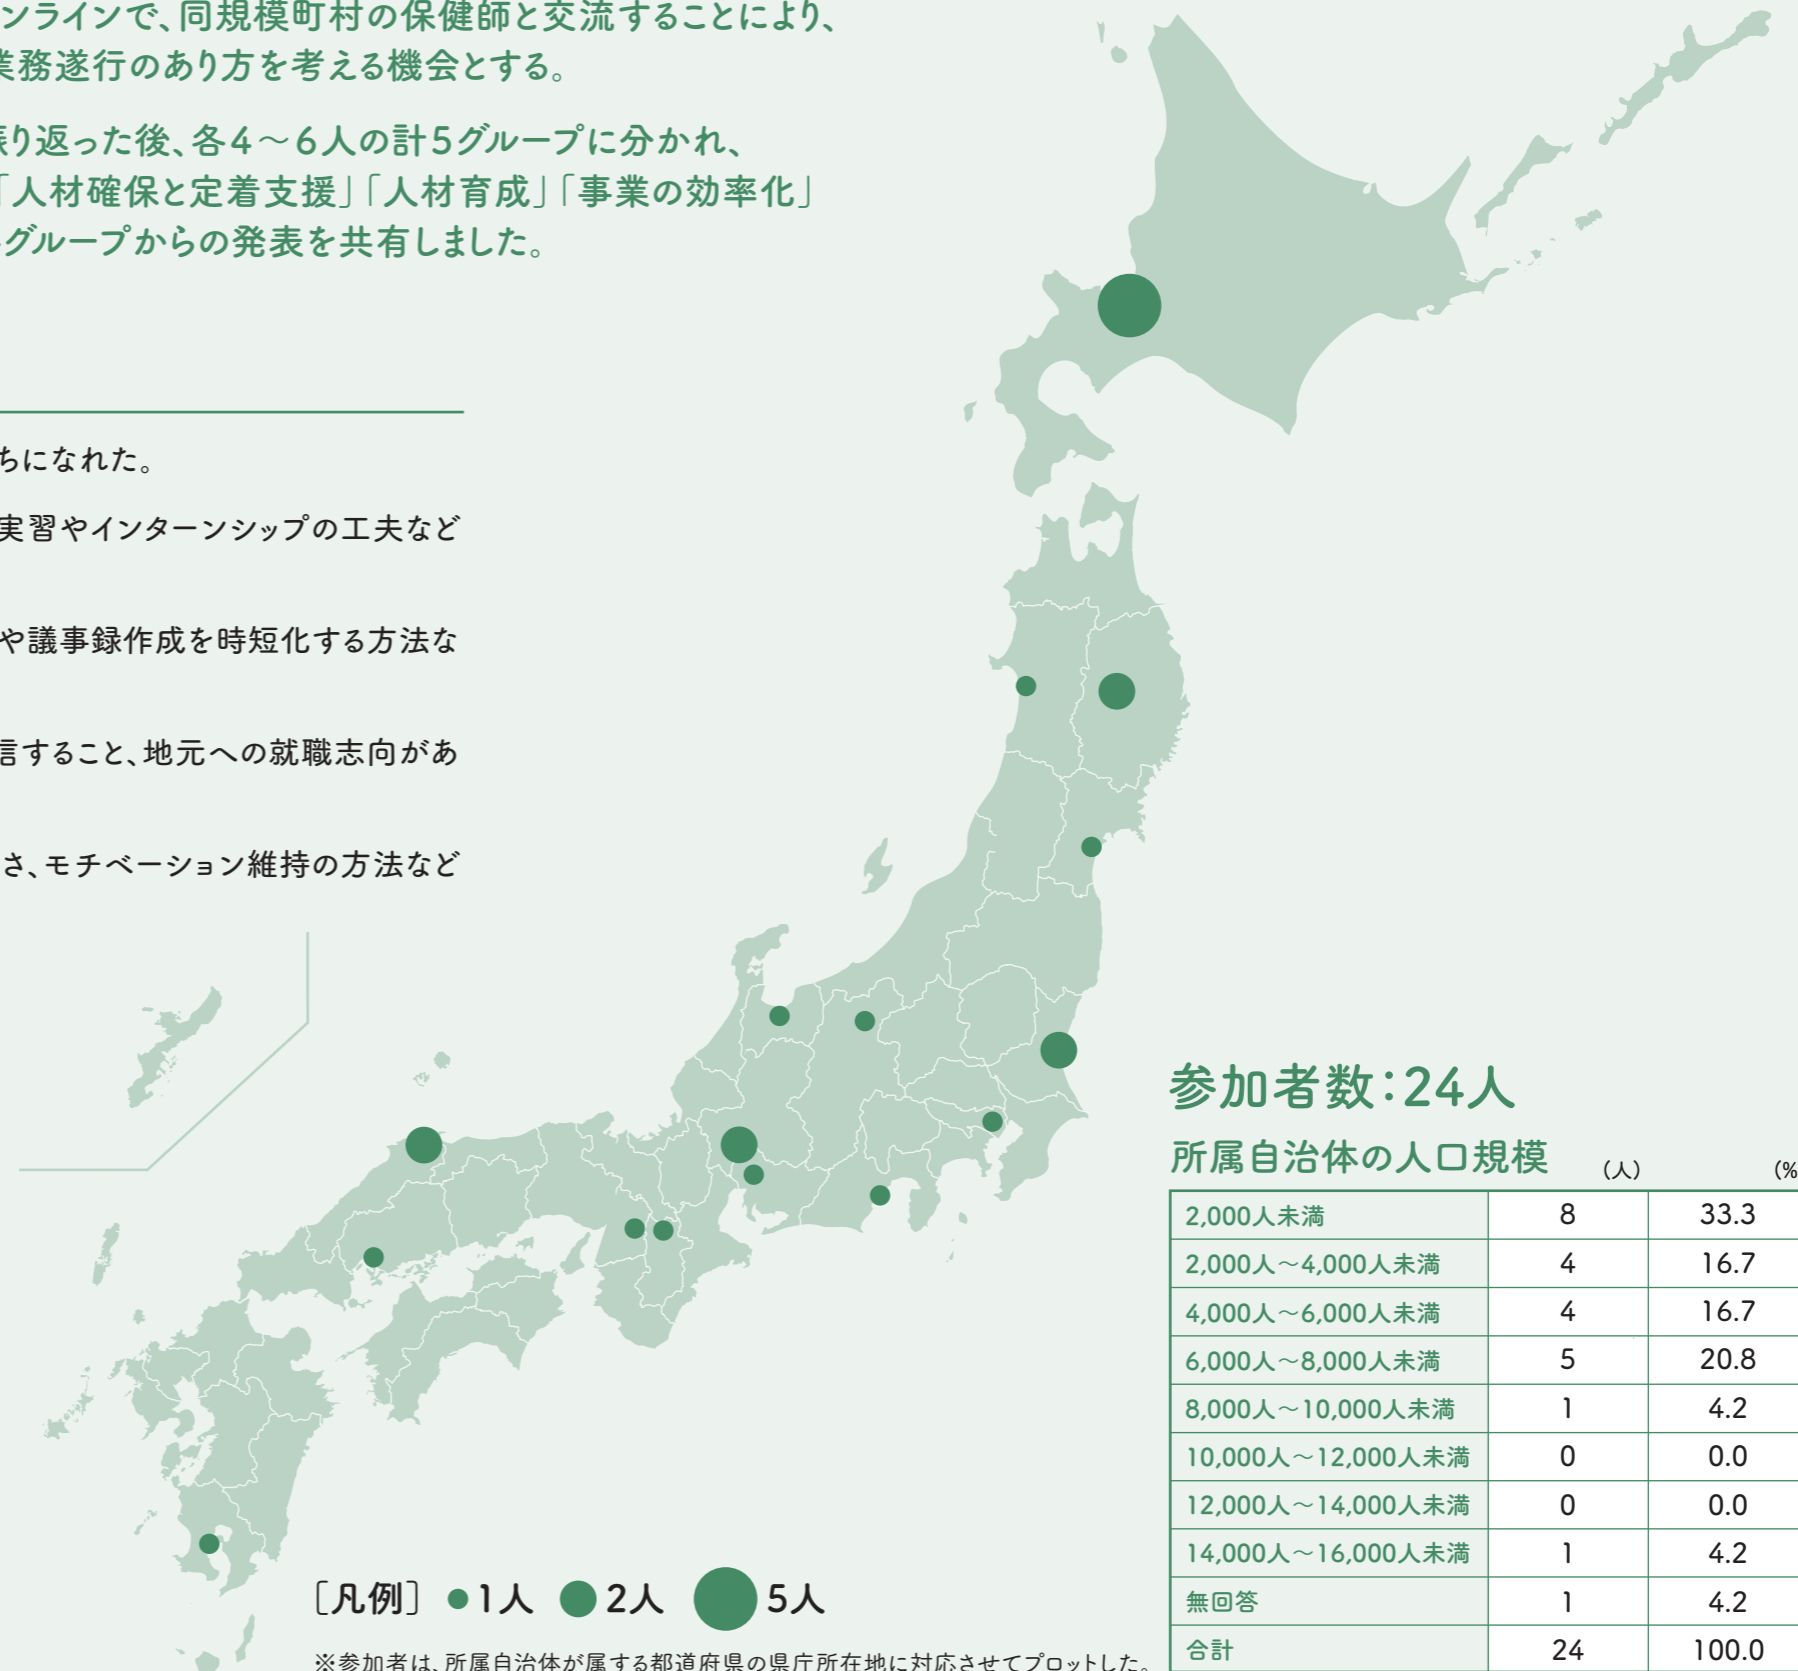 ンラインで、同規模町村の保健師と交流することにより、
業務遂行のあり方を考える機会とする。
振り返った後、各4～6人の計5グループに分かれ、
「人材確保と定着支援」「人材育成」「事業の効率化」
グループからの発表を共有しました。
ちになれた。
実習やインターンシップの工夫など
や議事録作成を時短化する方法な
信すること、地元への就職志向があ
さ、モチベーション維持の方法など
参加者数：24人
所属自治体の人口規模 （人） （%
2,000人未満 8 33.3
2,000人～4,000人未満 4 16.7
4,000人～6,000人未満 4 16.7
6,000人～8,000人未満 5 20.8
8,000人～10,000人未満 1 4.2
10,000人～12,000人未満 0 0.0
12,000人～14,000人未満 0 0.0
14,000人～16,000人未満 1 4.2
無回答 1 4.2
合計 24 100.0
［凡例］ 1人 2人 5人
※参加者は、所属自治体が属する都道府県の県庁所在地に対応させてプロットした。